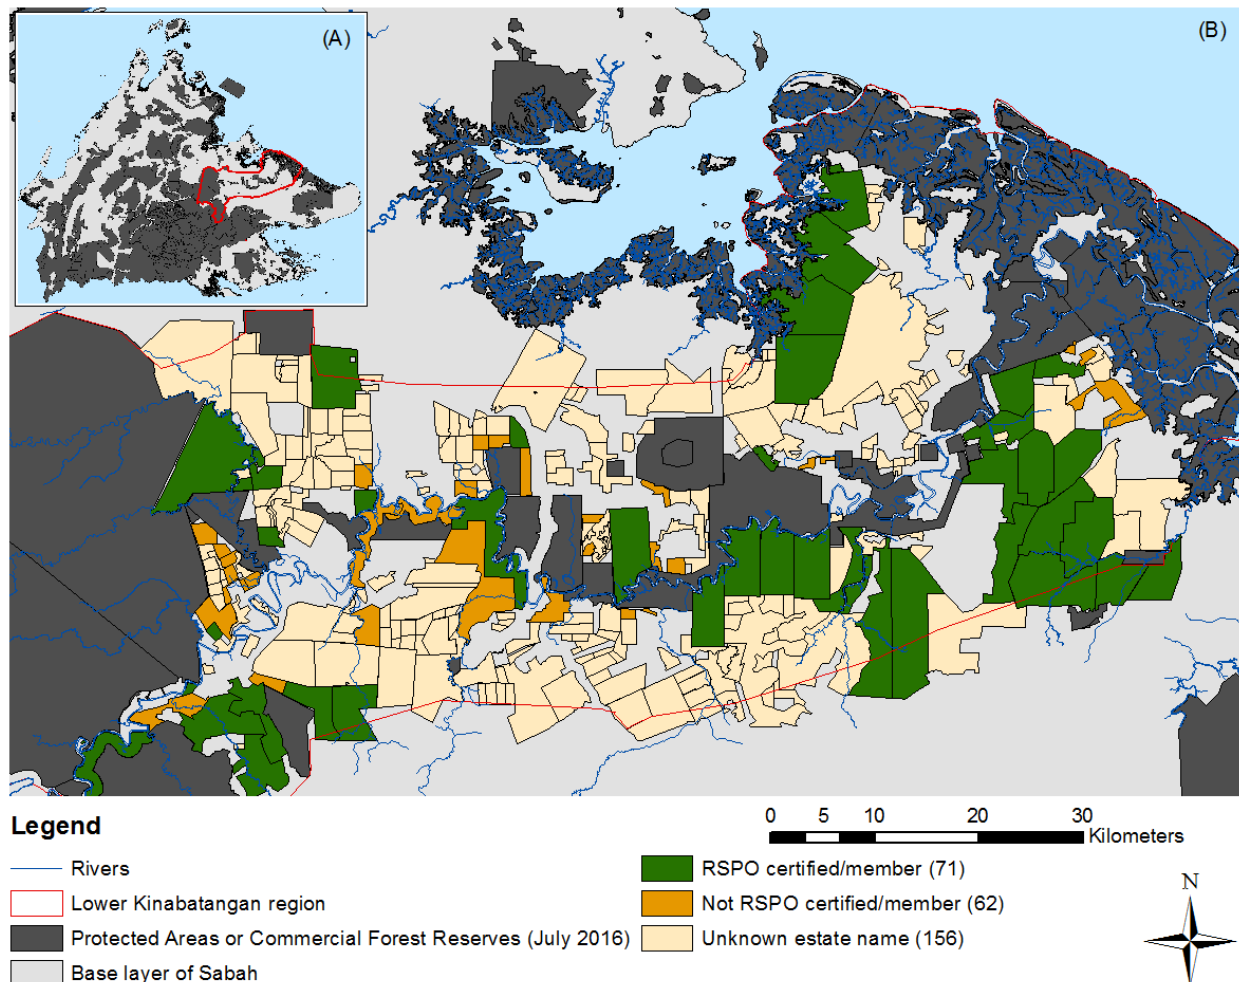 (A)
(B)
Legend
0 5 10 20 30
Kilometers
Rivers
Lower Kinabatangan region
Protected Areas or Commercial Forest Reserves (July 2016)
Base layer of Sabah
RSPO certified/member (71)
Not RSPO certified/member (62)
Unknown estate name (156)
N